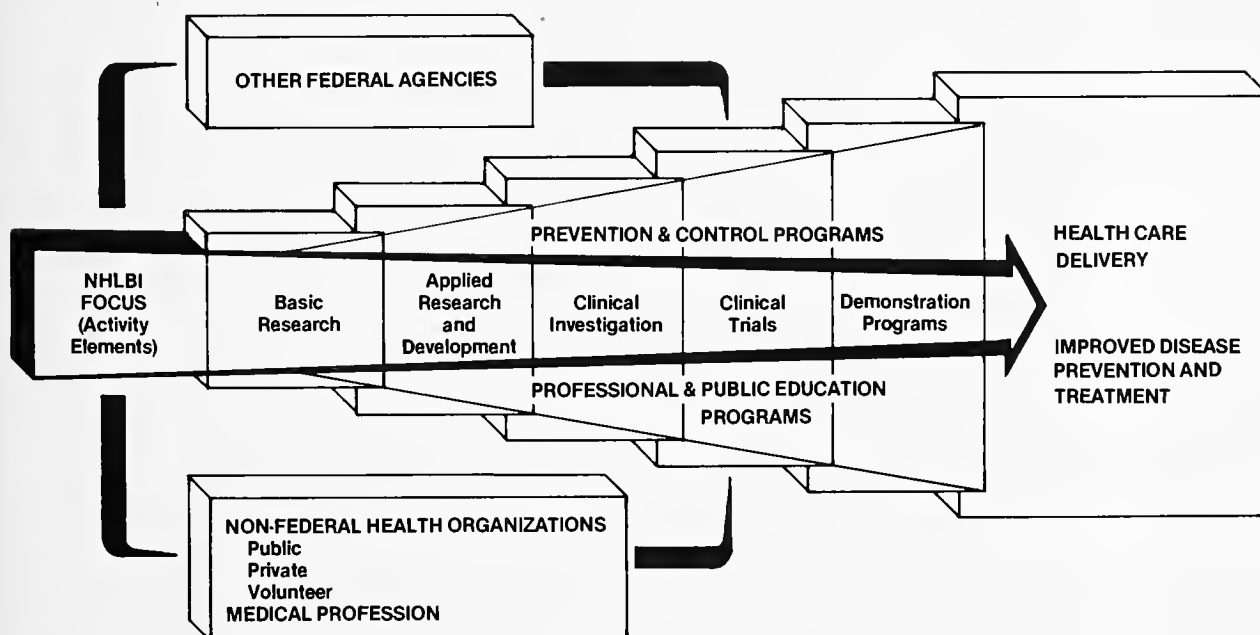 OTHER FEDERAL AGENCIES
PREVENTION & CONTROL PROGRAMS
NHLBI
FOCUS
(Activity
Elements)
Basic
Research
Applied
Research
and
Development
Clinical
Investigation
Clinical
Trials
Demonstration
Programs
HEALTH CARE
DELIVERY
IMPROVED DISEASE
PREVENTION AND
TREATMENT
PROFESSIONAL & PUBLIC EDUCATION
PROGRAMS
NON-FEDERAL HEALTH ORGANIZATIONS
Public
Private
Volunteer
MEDICAL PROFESSION